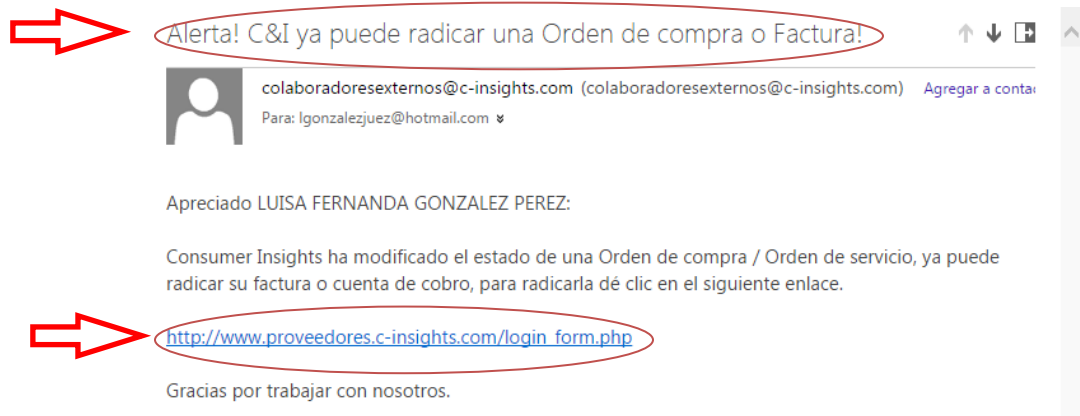 Alerta! C&I ya puede radicar una Orden de compra o Factura!
colaboradoresexternos@c-insights.com (colaboradoresexternos@c-insights.com) Agregar a conta
Para: lgonzalezjuez@hotmail.com
Apreciado LUISA FERNANDA GONZALEZ PEREZ:
Consumer Insights ha modificado el estado de una Orden de compra / Orden de servicio, ya puede
radicar su factura o cuenta de cobro, para radicarla dé clic en el siguiente enlace.
http://www.proveedores.c-insights.com/login_form.php
Gracias por trabajar con nosotros.